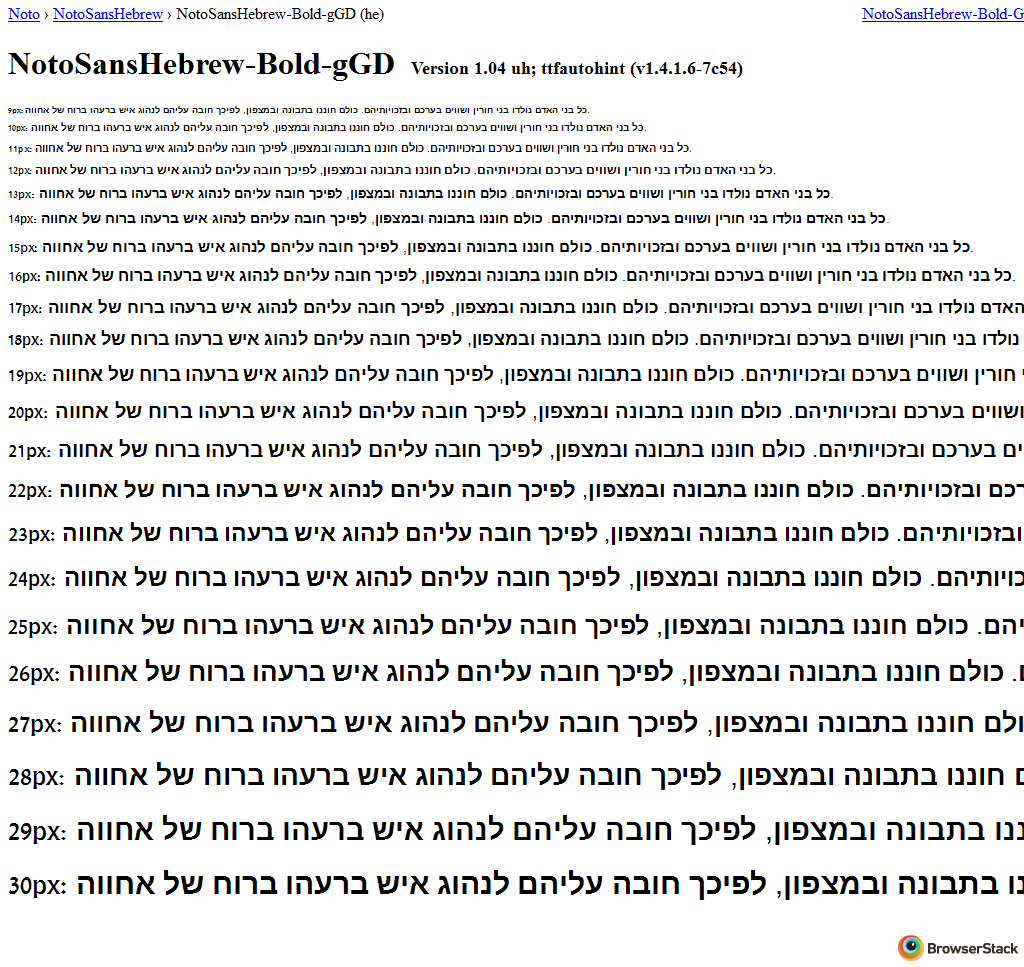 Noto › NotoSansHebrew › NotoSansHebrew-Bold-gGD (he) NotoSansHebrew-Bold-G
NotoSansHebrew-Bold-gGD Version 1.04 uh; ttfautohint (v1.4.1.6-7c54)
9px: כל בני האדם נולדו בני חורין ושווים בערכם ובזכויותיהם. כולם חוננו בתבונה ובמצפון, לפיכך חובה עליהם לנהוג איש ברעהו ברוח של אחווה.
10px: כל בני האדם נולדו בני חורין ושווים בערכם ובזכויותיהם. כולם חוננו בתבונה ובמצפון, לפיכך חובה עליהם לנהוג איש ברעהו ברוח של אחווה.
11px: כל בני האדם נולדו בני חורין ושווים בערכם ובזכויותיהם. כולם חוננו בתבונה ובמצפון, לפיכך חובה עליהם לנהוג איש ברעהו ברוח של אחווה.
12px: כל בני האדם נולדו בני חורין ושווים בערכם ובזכויותיהם. כולם חוננו בתבונה ובמצפון, לפיכך חובה עליהם לנהוג איש ברעהו ברוח של אחווה.
13px: כל בני האדם נולדו בני חורין ושווים בערכם ובזכויותיהם. כולם חוננו בתבונה ובמצפון, לפיכך חובה עליהם לנהוג איש ברעהו ברוח של אחווה.
14px: כל בני האדם נולדו בני חורין ושווים בערכם ובזכויותיהם. כולם חוננו בתבונה ובמצפון, לפיכך חובה עליהם לנהוג איש ברעהו ברוח של אחווה.
15px: כל בני האדם נולדו בני חורין ושווים בערכם ובזכויותיהם. כולם חוננו בתבונה ובמצפון, לפיכך חובה עליהם לנהוג איש ברעהו ברוח של אחווה.
16px: כל בני האדם נולדו בני חורין ושווים בערכם ובזכויותיהם. כולם חוננו בתבונה ובמצפון, לפיכך חובה עליהם לנהוג איש ברעהו ברוח של אחווה.
17px: האדם נולדו בני חורין ושווים בערכם ובזכויותיהם. כולם חוננו בתבונה ובמצפון, לפיכך חובה עליהם לנהוג איש ברעהו ברוח של אחווה
18px: נולדו בני חורין ושווים בערכם ובזכויותיהם. כולם חוננו בתבונה ובמצפון, לפיכך חובה עליהם לנהוג איש ברעהו ברוח של אחווה
19px: חורין ושווים בערכם ובזכויותיהם. כולם חוננו בתבונה ובמצפון, לפיכך חובה עליהם לנהוג איש ברעהו ברוח של אחווה
20px: ושווים בערכם ובזכויותיהם. כולם חוננו בתבונה ובמצפון, לפיכך חובה עליהם לנהוג איש ברעהו ברוח של אחווה
21px: ים בערכם ובזכויותיהם. כולם חוננו בתבונה ובמצפון, לפיכך חובה עליהם לנהוג איש ברעהו ברוח של אחווה
22px: רכם ובזכויותיהם. כולם חוננו בתבונה ובמצפון, לפיכך חובה עליהם לנהוג איש ברעהו ברוח של אחווה
23px: ובזכויותיהם. כולם חוננו בתבונה ובמצפון, לפיכך חובה עליהם לנהוג איש ברעהו ברוח של אחווה
24px: כויותיהם. כולם חוננו בתבונה ובמצפון, לפיכך חובה עליהם לנהוג איש ברעהו ברוח של אחווה
25px: יהם. כולם חוננו בתבונה ובמצפון, לפיכך חובה עליהם לנהוג איש ברעהו ברוח של אחווה
26px: . כולם חוננו בתבונה ובמצפון, לפיכך חובה עליהם לנהוג איש ברעהו ברוח של אחווה
27px: ולם חוננו בתבונה ובמצפון, לפיכך חובה עליהם לנהוג איש ברעהו ברוח של אחווה
28px: ם חוננו בתבונה ובמצפון, לפיכך חובה עליהם לנהוג איש ברעהו ברוח של אחווה
29px: ננו בתבונה ובמצפון, לפיכך חובה עליהם לנהוג איש ברעהו ברוח של אחווה
30px: נו בתבונה ובמצפון, לפיכך חובה עליהם לנהוג איש ברעהו ברוח של אחווה
BrowserStack